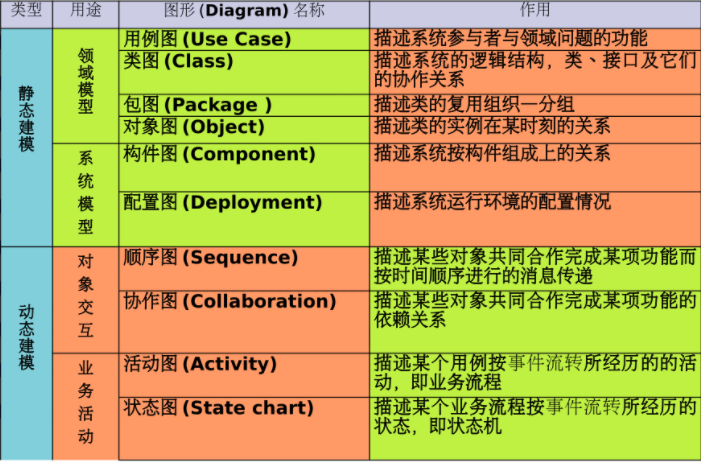 类型 用途 图形 (Diagram) 名称 作用
静态建模
领域模型
用例图 (Use Case) 描述系统参与者与领域问题的功能
类图 (Class) 描述系统的逻辑结构，类、接口及它们
的协作关系
包图 (Package ) 描述类的复用组织—分组
对象图 (Object) 描述类的实例在某时刻的关系
系统模型
构件图 (Component) 描述系统按构件组成上的关系
配置图 (Deployment) 描述系统运行环境的配置情况
动态建模
对象交互
顺序图 (Sequence) 描述某些对象共同合作完成某项功能而
按时间顺序进行的消息传递
协作图 (Collaboration) 描述某些对象共同合作完成某项功能的
依赖关系
业务活动
活动图 (Activity) 描述某个用例按事件流转所经历的的活
动，即业务流程
状态图 (State chart) 描述某个业务流程按事件流转所经历的
状态，即状态机